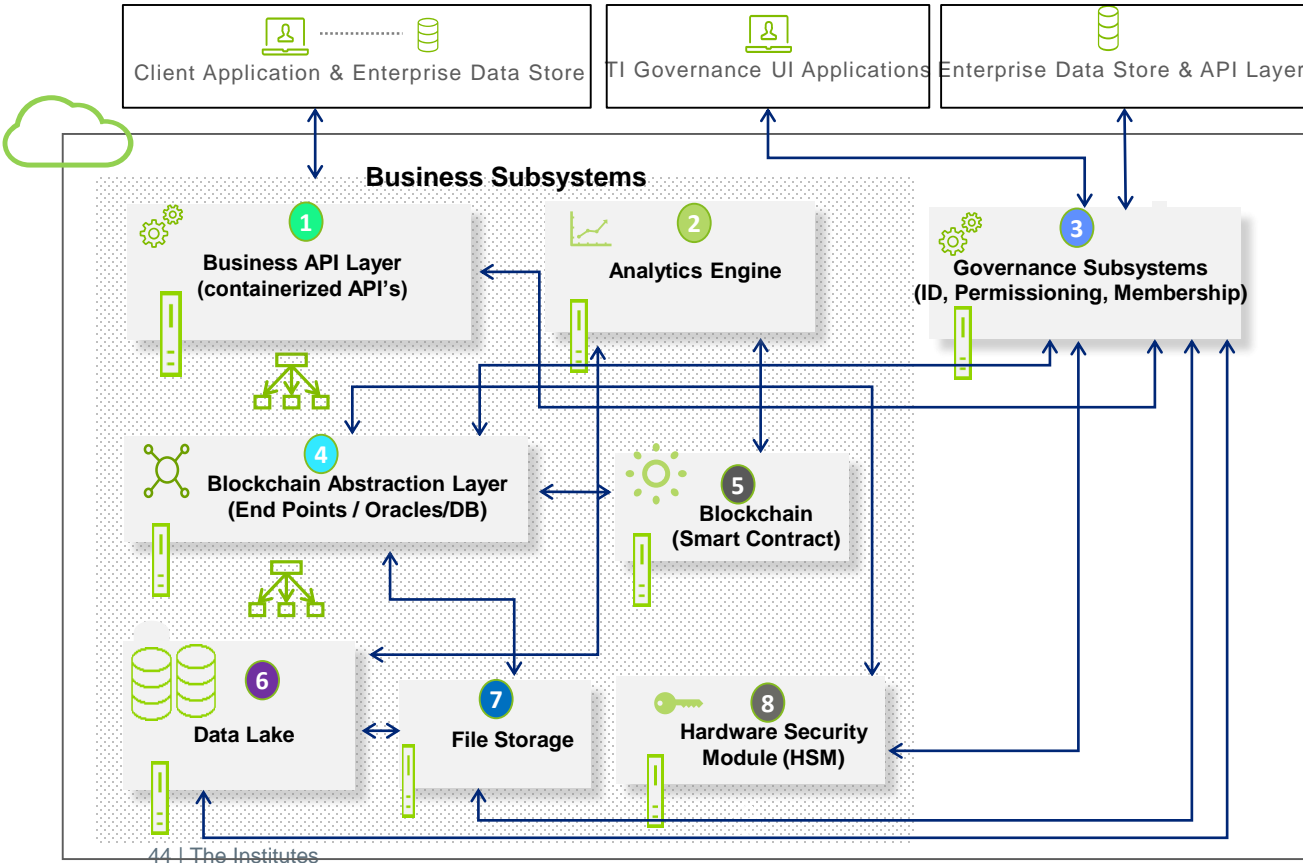 Client Application & Enterprise Data Store
TI Governance UI Applications
Enterprise Data Store & API Layer
Business Subsystems
1
Business API Layer
(containerized API's)
2
Analytics Engine
3
Governance Subsystems
(ID, Permissioning, Membership)
4
Blockchain Abstraction Layer
(End Points / Oracles/DB)
5
Blockchain
(Smart Contract)
6
Data Lake
7
File Storage
8
Hardware Security
Module (HSM)
44 | The Institutes